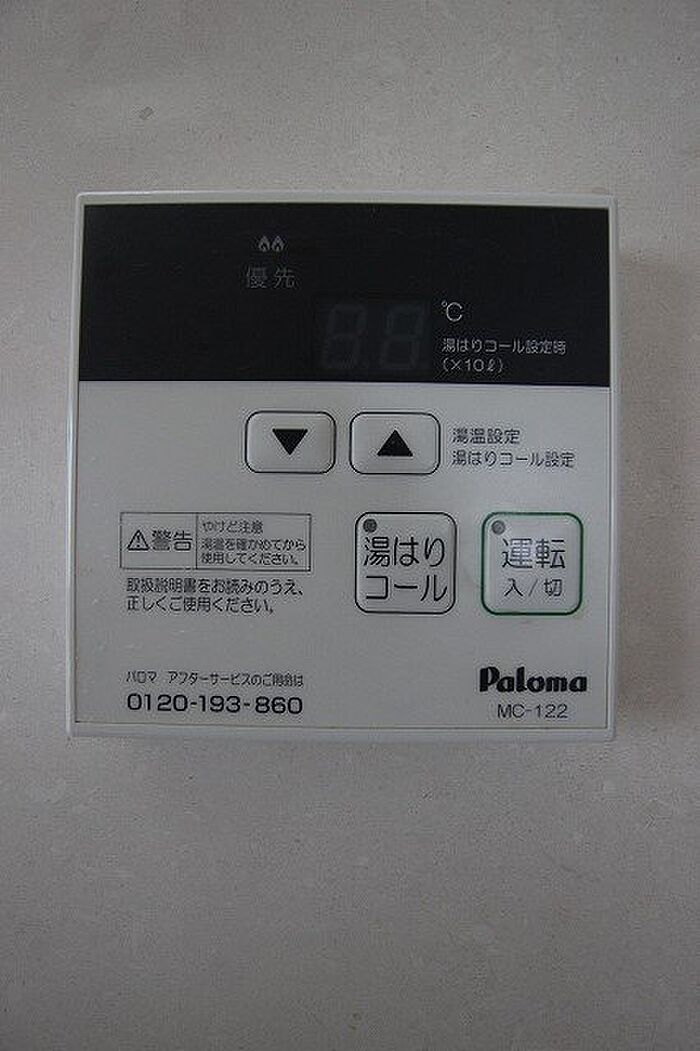 優先
℃
湯はりコール設定時
(×10ℓ)
▼ ▲
湯温設定
湯はりコール設定
⚠警告
やけど注意
湯温を確かめてから
使用してください。
取扱説明書をお読みのうえ、
正しくご使用ください。
湯はり
コール
運転
入/切
パロマ アフターサービスのご用命は
0120-193-860
Paloma
MC-122